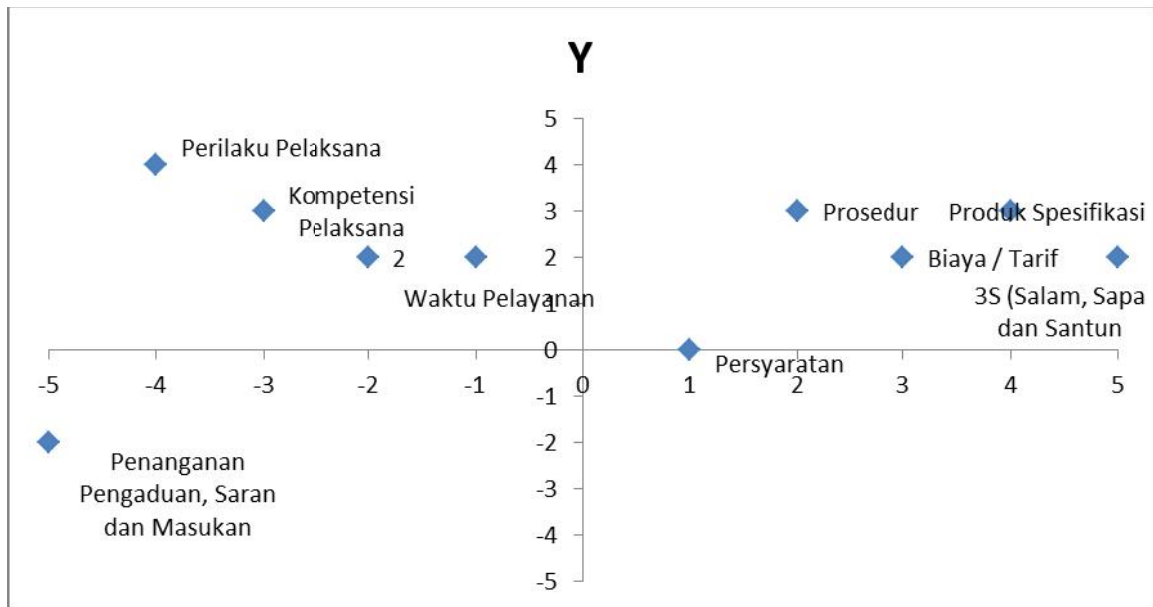 Y
5
Perilaku Pelaksana
4
Kompetensi
Pelaksana
3
Prosedur
Produk Spesifikasi
2
2
Biaya / Tarif
Waktu Pelayanan
1
3S (Salam, Sapa
dan Santun
0
Persyaratan
-5 -4 -3 -2 -1 0 1 2 3 4 5
-1
-2
Penanganan
Pengaduan, Saran
dan Masukan
-3
-4
-5